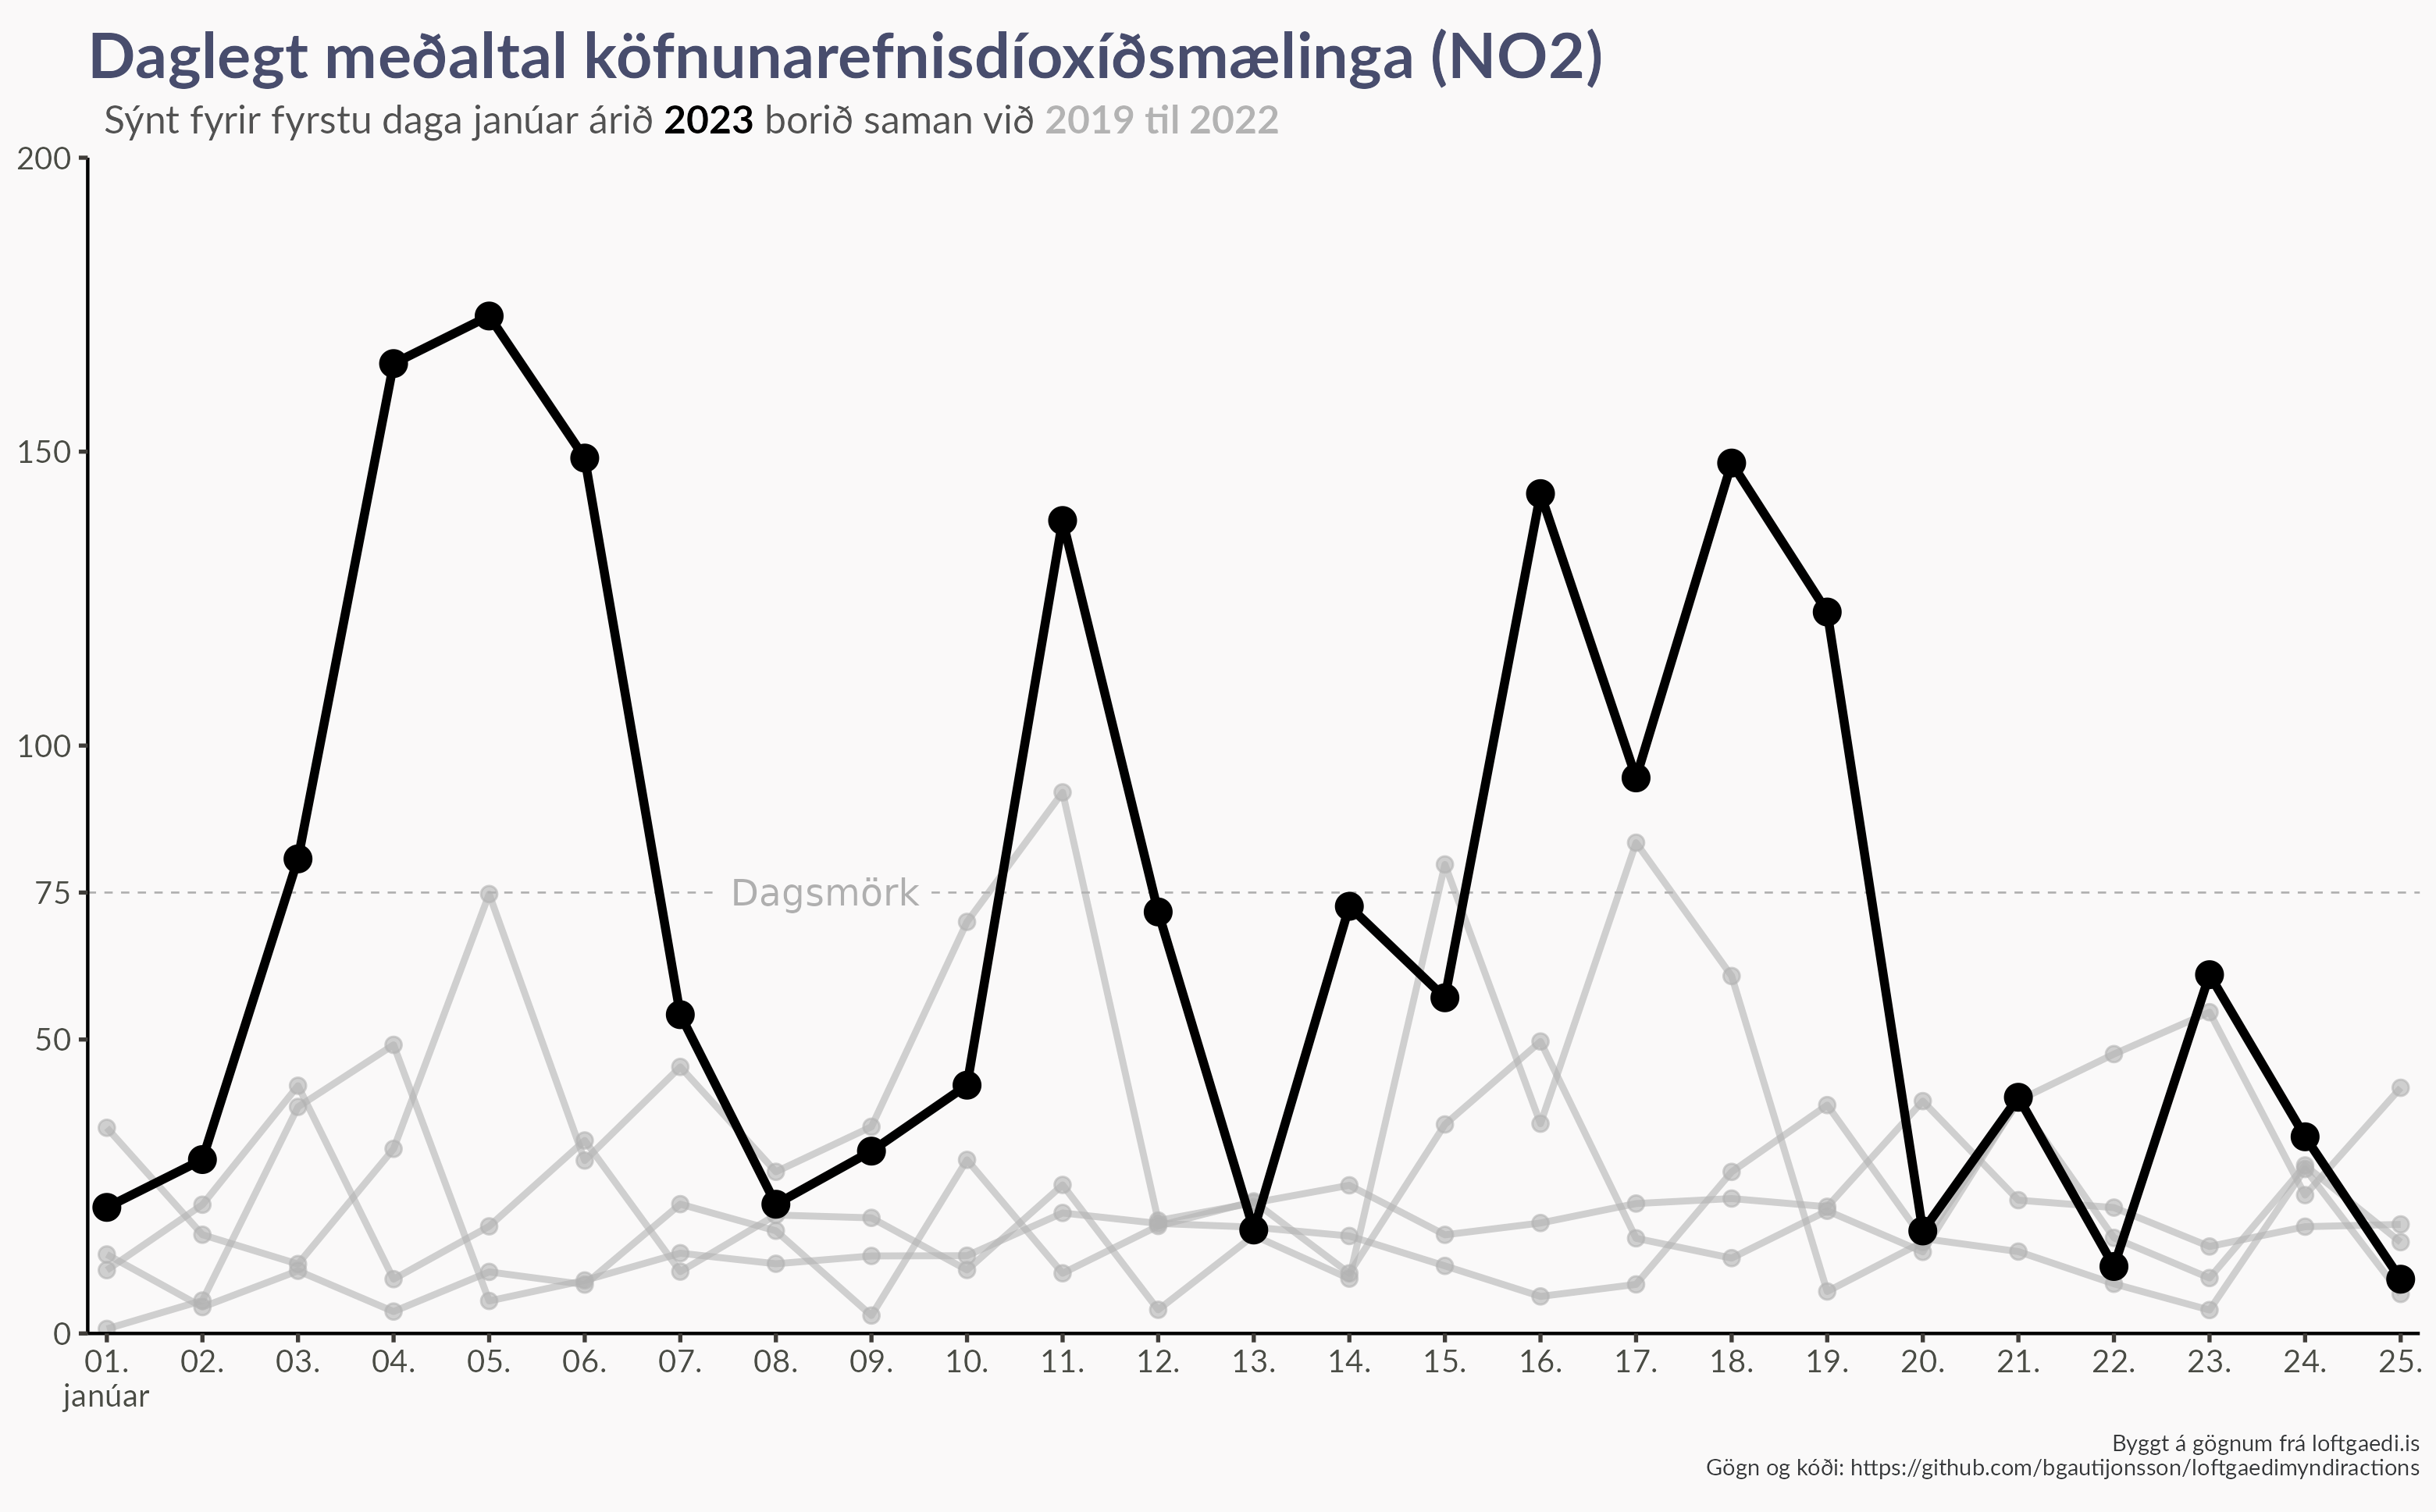 Daglegt meðaltal köfnunarefnisdíoxíðsmælinga (NO2)
Sýnt fyrir fyrstu daga janúar árið 2023 borið saman við 2019 til 2022
200
150
100
75
Dagsmörk
50
0
01. 02. 03. 04. 05. 06. 07. 08. 09. 10. 11. 12. 13. 14. 15. 16. 17. 18. 19. 20. 21. 22. 23. 24. 25.
janúar
Byggt á gögnum frá loftgaedi.is
Gögn og kóði: https://github.com/bgautijonsson/loftgaedimyndiractions